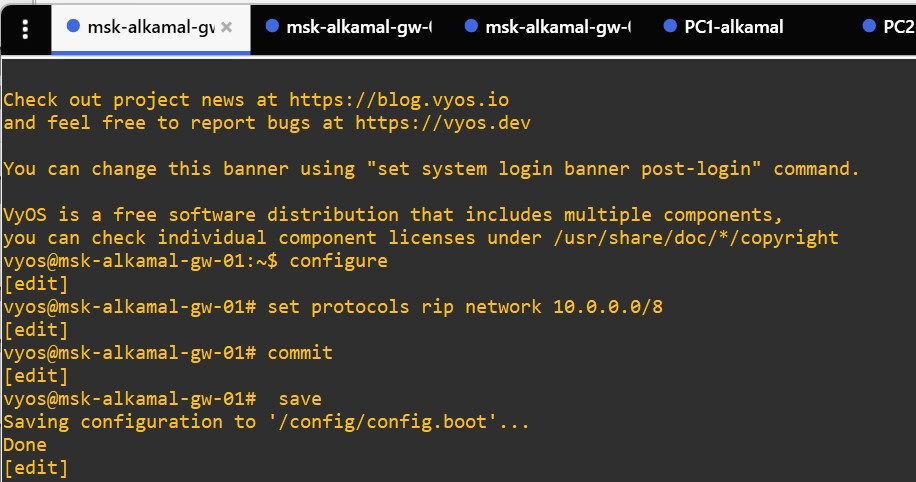 msk-alkamal-gw
msk-alkamal-gw-(
msk-alkamal-gw-(
PC1-alkamal
PC2
Check out project news at https://blog.vyos.io
and feel free to report bugs at https://vyos.dev
You can change this banner using "set system login banner post-login" command.
VyOS is a free software distribution that includes multiple components,
you can check individual component licenses under /usr/share/doc/*/copyright
vyos@msk-alkamal-gw-01:~$ configure
[edit]
vyos@msk-alkamal-gw-01# set protocols rip network 10.0.0.0/8
[edit]
vyos@msk-alkamal-gw-01# commit
[edit]
vyos@msk-alkamal-gw-01#  save
Saving configuration to '/config/config.boot'...
Done
[edit]